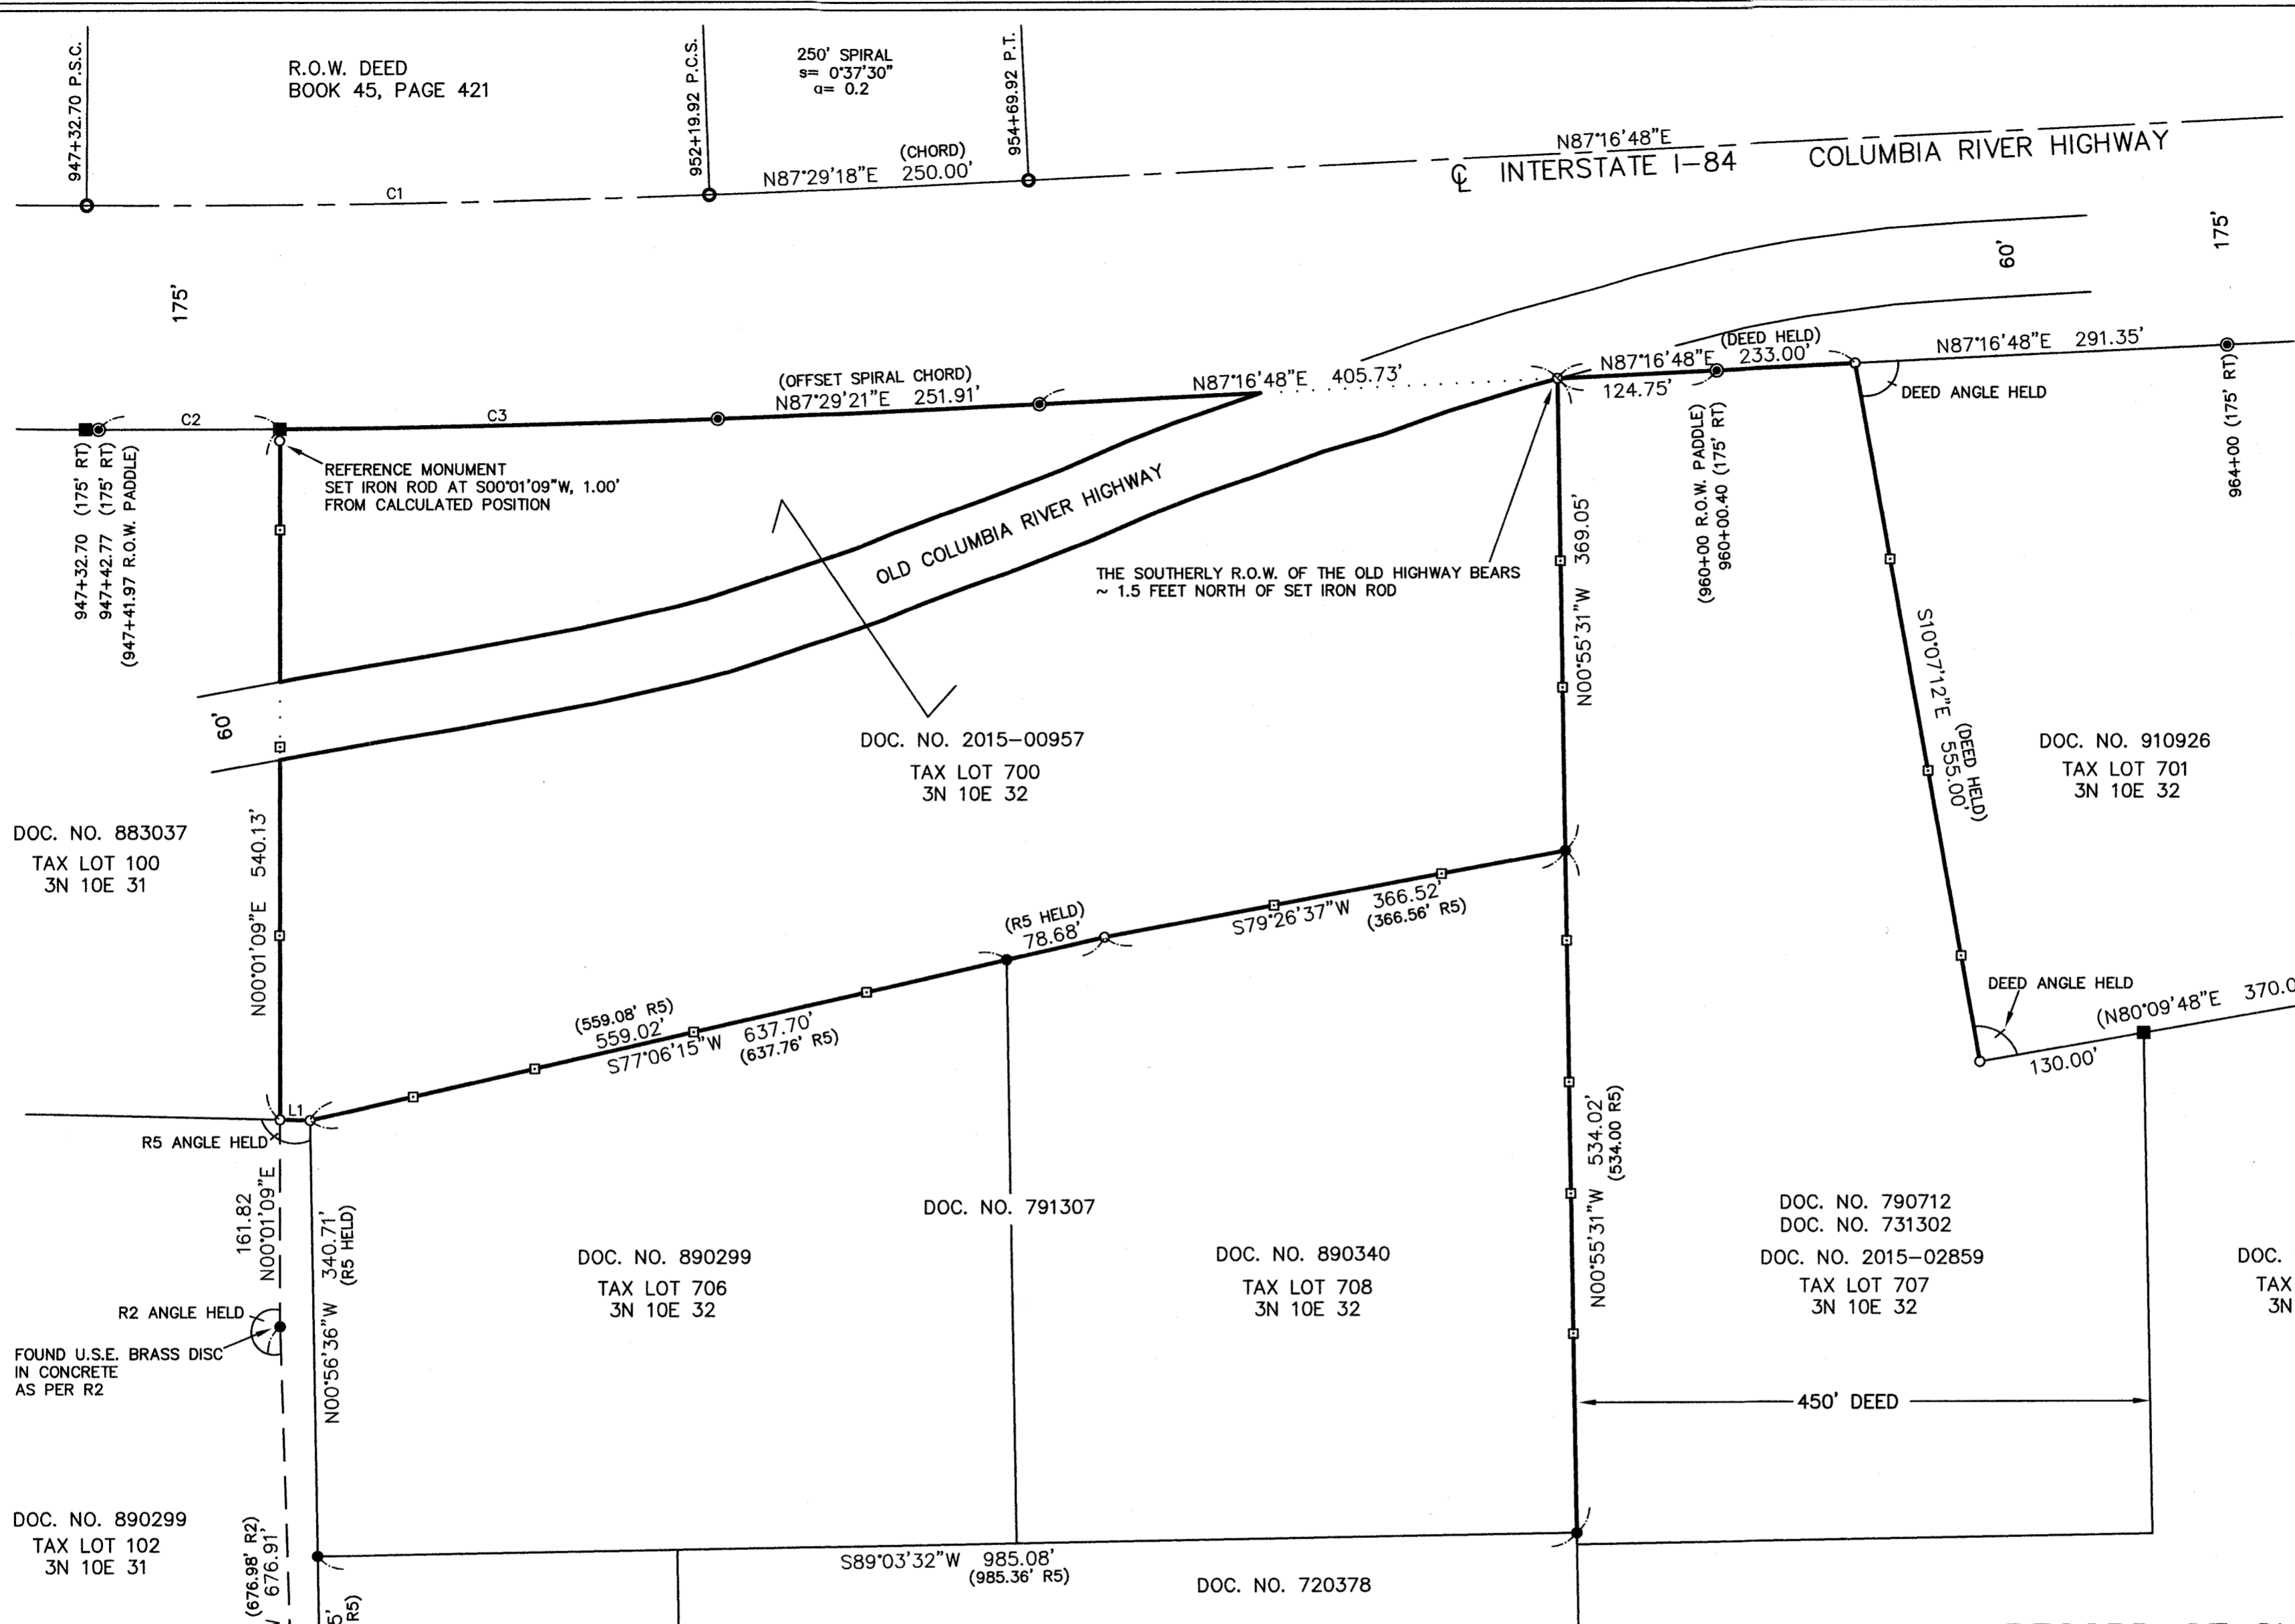 947+32.70 P.S.C.
R.O.W. DEED
BOOK 45, PAGE 421
952+19.92 P.C.S.
250' SPIRAL
s= 0°37'30"
a= 0.2
954+69.92 P.T.
C1
(CHORD)
N87°29'18"E 250.00'
N87°16'48"E
℄ INTERSTATE I-84 COLUMBIA RIVER HIGHWAY
175'
60'
175'
(OFFSET SPIRAL CHORD)
N87°29'21"E 251.91'
N87°16'48"E 405.73'
(DEED HELD)
N87°16'48"E 233.00'
124.75'
N87°16'48"E 291.35'
DEED ANGLE HELD
C2
C3
947+32.70 (175' RT)
947+42.77 (175' RT)
(947+41.97 R.O.W. PADDLE)
REFERENCE MONUMENT
SET IRON ROD AT S00°01'09"W, 1.00'
FROM CALCULATED POSITION
OLD COLUMBIA RIVER HIGHWAY
THE SOUTHERLY R.O.W. OF THE OLD HIGHWAY BEARS
~ 1.5 FEET NORTH OF SET IRON ROD
N00°55'31"W 369.05'
(960+00 R.O.W. PADDLE)
960+00.40 (175' RT)
964+00 (175' RT)
60'
DOC. NO. 2015-00957
TAX LOT 700
3N 10E 32
S10°07'12"E 555.00'
(DEED HELD)
DOC. NO. 910926
TAX LOT 701
3N 10E 32
DOC. NO. 883037
TAX LOT 100
3N 10E 31
N00°01'09"E 540.13'
(R5 HELD)
78.68'
S79°26'37"W 366.52'
(366.56' R5)
(559.08' R5)
559.02'
S77°06'15"W 637.70'
(637.76' R5)
DEED ANGLE HELD
(N80°09'48"E 370.0
130.00'
L1
R5 ANGLE HELD
161.82
N00°01'09"E
N00°56'36"W 340.71'
(R5 HELD)
R2 ANGLE HELD
FOUND U.S.E. BRASS DISC
IN CONCRETE
AS PER R2
DOC. NO. 791307
DOC. NO. 890299
TAX LOT 706
3N 10E 32
DOC. NO. 890340
TAX LOT 708
3N 10E 32
N00°55'31"W 534.02'
(534.00 R5)
DOC. NO. 790712
DOC. NO. 731302
DOC. NO. 2015-02859
TAX LOT 707
3N 10E 32
DOC.
TAX
3N
450' DEED
DOC. NO. 890299
TAX LOT 102
3N 10E 31
(676.98' R2)
676.91'
R5)
S89°03'32"W 985.08'
(985.36' R5)
DOC. NO. 720378